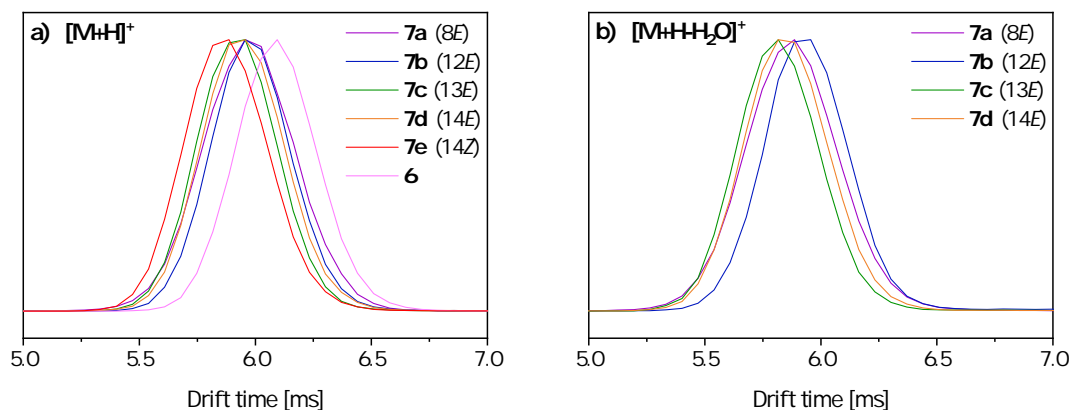 a) [M+H]+
7a (8E)
7b (12E)
7c (13E)
7d (14E)
7e (14Z)
6
5.0 5.5 6.0 6.5 7.0
Drift time [ms]
b) [M+H-H2O]+
7a (8E)
7b (12E)
7c (13E)
7d (14E)
5.0 5.5 6.0 6.5 7.0
Drift time [ms]